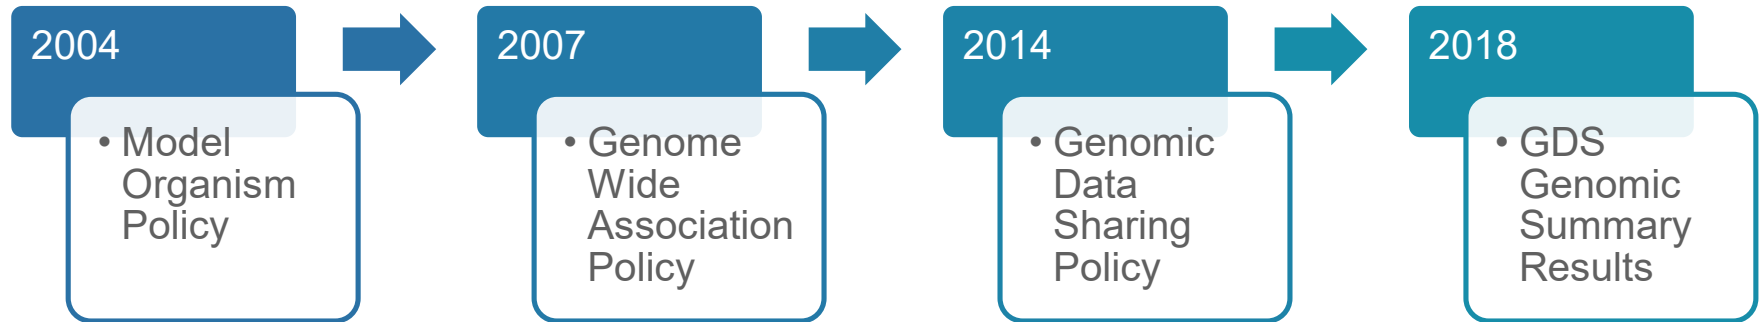 2004
• Model
Organism
Policy
2007
• Genome
Wide
Association
Policy
2014
• Genomic
Data
Sharing
Policy
2018
• GDS
Genomic
Summary
Results